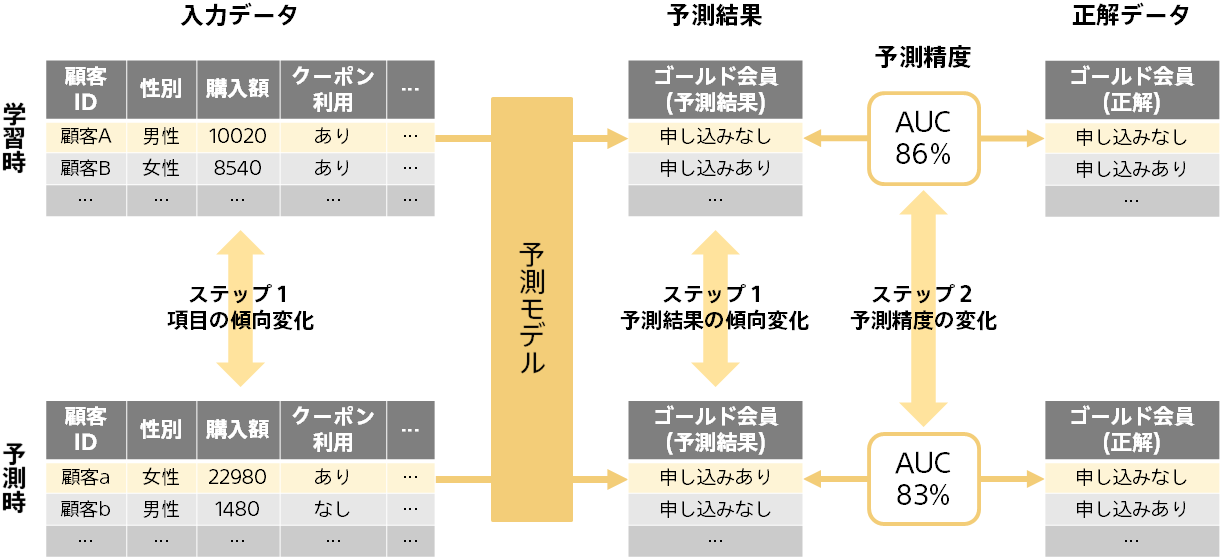 入力データ 予測結果 正解データ
予測精度
学習時
顧客ID 性別 購入額 クーポン利用 …
顧客A 男性 10020 あり …
顧客B 女性 8540 あり …
… … … … …
予測モデル
ゴールド会員
(予測結果)
申し込みなし
申し込みあり
…
AUC
86%
ゴールド会員
(正解)
申し込みなし
申し込みあり
…
ステップ1
項目の傾向変化
ステップ1
予測結果の傾向変化
ステップ2
予測精度の変化
予測時
顧客ID 性別 購入額 クーポン利用 …
顧客a 女性 22980 あり …
顧客b 男性 1480 なし …
… … … … …
ゴールド会員
(予測結果)
申し込みあり
申し込みなし
…
AUC
83%
ゴールド会員
(正解)
申し込みなし
申し込みあり
…